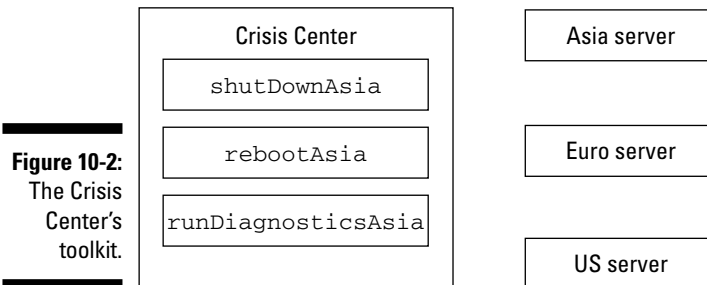 Figure 10-2:
The Crisis
Center's
toolkit.
Crisis Center
shutDownAsia
rebootAsia
runDiagnosticsAsia
Asia server
Euro server
US server